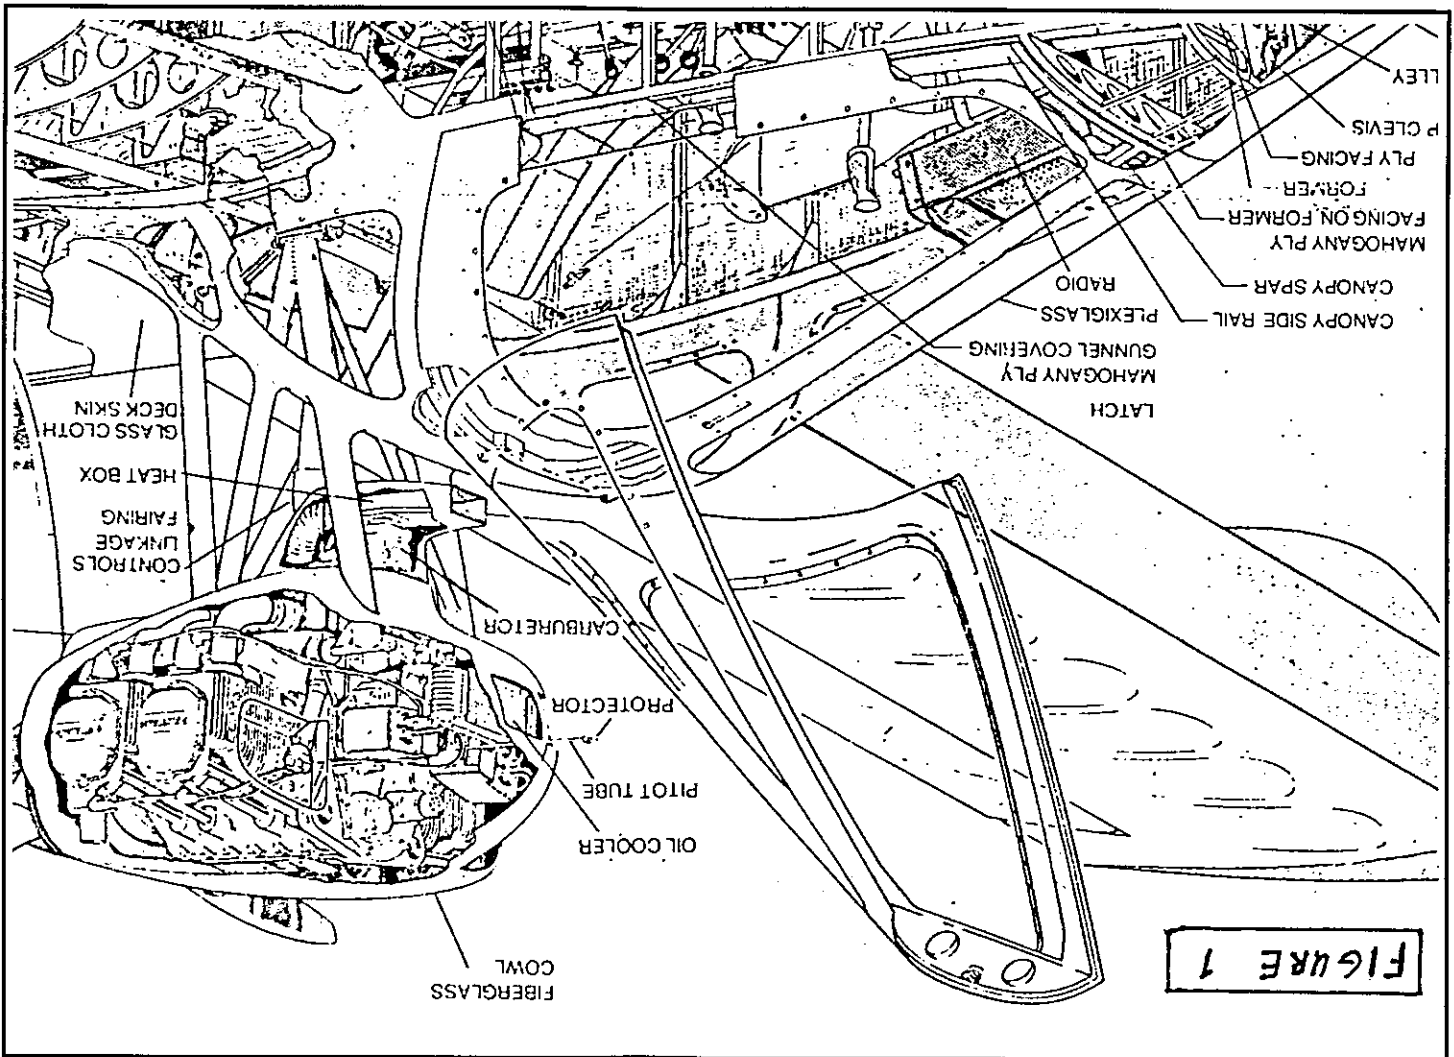 FIGURE 1
FIBERGLASS
COWL
OIL COOLER
PITOT TUBE
PROTECTOR
CARBURETOR
CONTROLS
LINKAGE
FAIRING
HEAT BOX
GLASS CLOTH
DECK SKIN
LATCH
MAHOGANY PLY
GUNNEL COVERING
PLEXIGLASS
RADIO
CANOPY SIDE RAIL
CANOPY SPAR
MAHOGANY PLY
FACING ON FORMER
FORMER
PLY FACING
P CLEVIS
LLEY